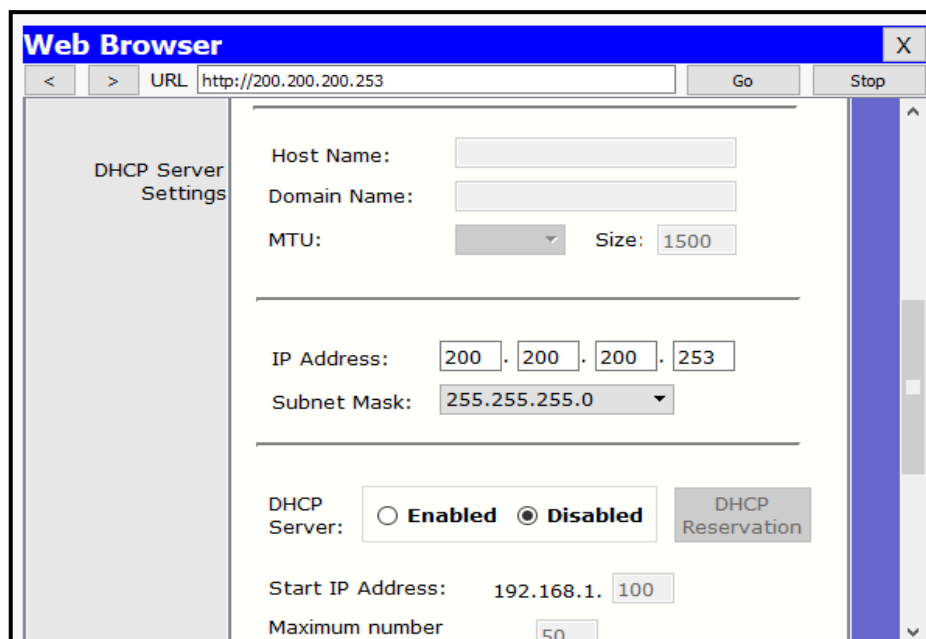 Web Browser X
< > URL http://200.200.200.253 Go Stop
Host Name:
DHCP Server
Settings
Domain Name:
MTU: Size: 1500
IP Address: 200 . 200 . 200 . 253
Subnet Mask: 255.255.255.0
DHCP
Server: Enabled Disabled DHCP
Reservation
Start IP Address: 192.168.1. 100
Maximum number 50